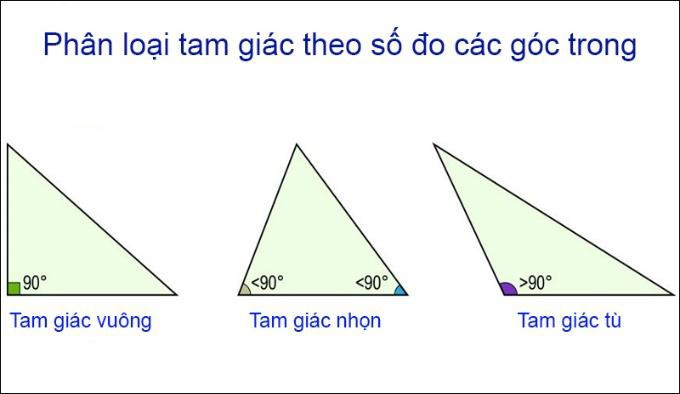 Phân loại tam giác theo số đo các góc trong
90°
<90° <90°
>90°
Tam giác vuông
Tam giác nhọn
Tam giác tù